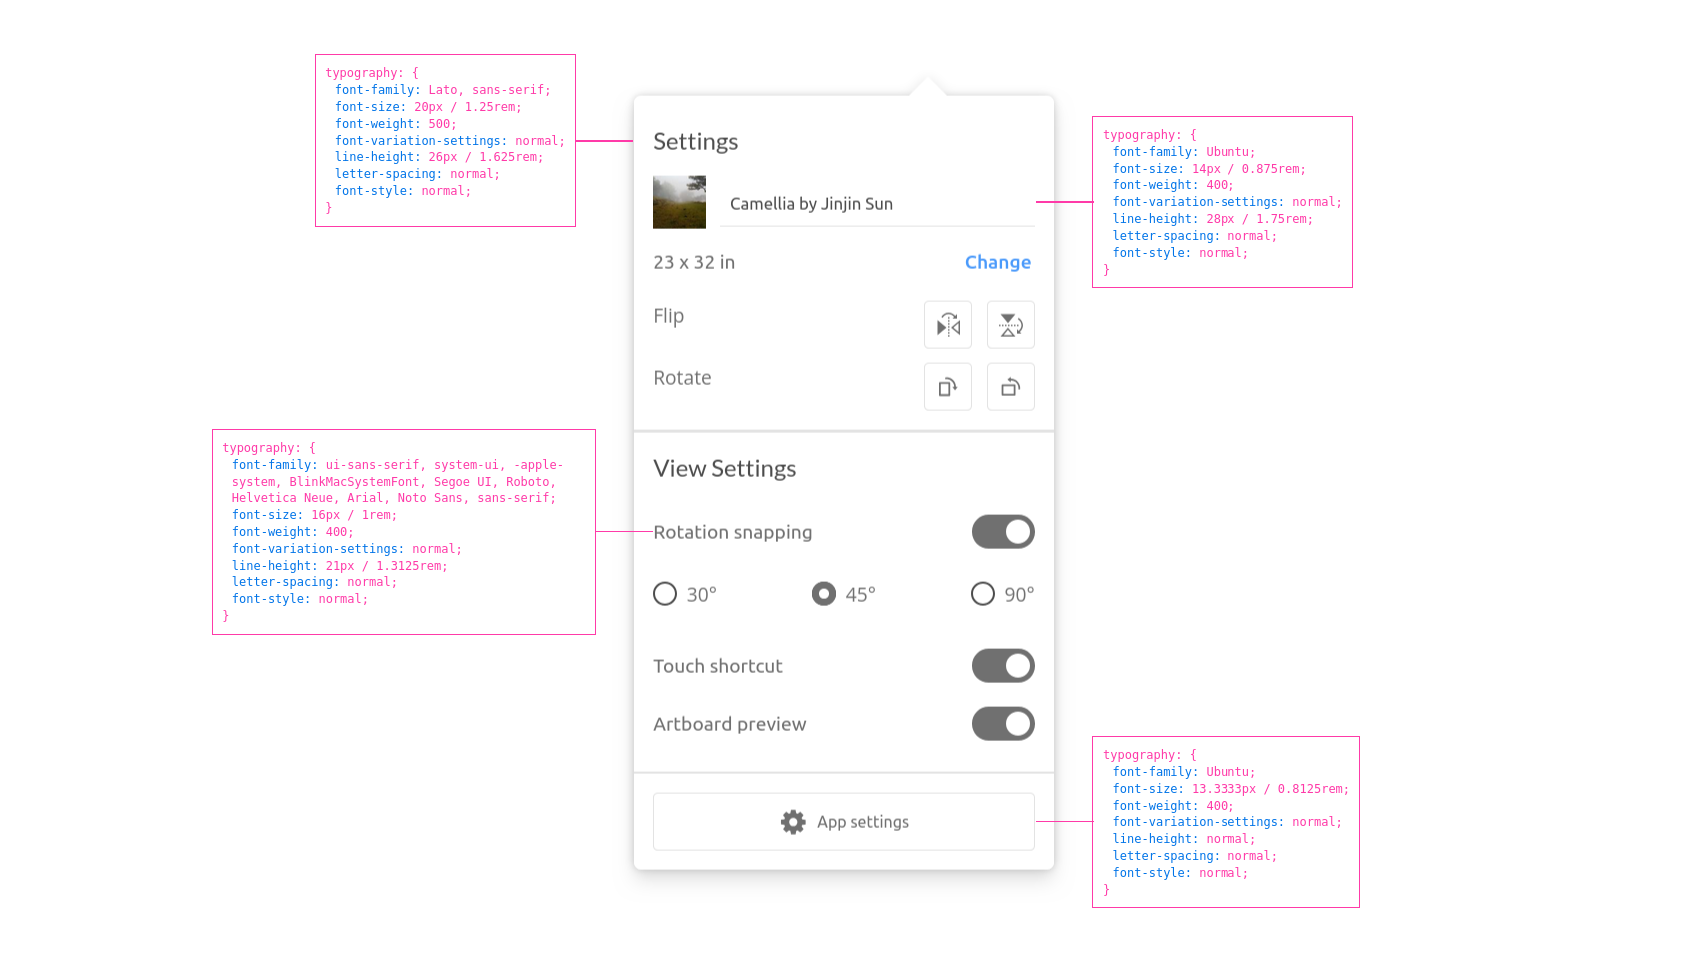 typography: {
font-family: Lato, sans-serif;
font-size: 20px / 1.25rem;
font-weight: 500;
font-variation-settings: normal;
line-height: 26px / 1.625rem;
letter-spacing: normal;
font-style: normal;
}
typography: {
font-family: ui-sans-serif, system-ui, -apple-
system, BlinkMacSystemFont, Segoe UI, Roboto,
Helvetica Neue, Arial, Noto Sans, sans-serif;
font-size: 16px / 1rem;
font-weight: 400;
font-variation-settings: normal;
line-height: 21px / 1.3125rem;
letter-spacing: normal;
font-style: normal;
}
Settings
Camellia by Jinjin Sun
23 x 32 in
Change
Flip
Rotate
View Settings
Rotation snapping
30° 45° 90°
Touch shortcut
Artboard preview
App settings
typography: {
font-family: Ubuntu;
font-size: 14px / 0.875rem;
font-weight: 400;
font-variation-settings: normal;
line-height: 28px / 1.75rem;
letter-spacing: normal;
font-style: normal;
}
typography: {
font-family: Ubuntu;
font-size: 13.3333px / 0.8125rem;
font-weight: 400;
font-variation-settings: normal;
line-height: normal;
letter-spacing: normal;
font-style: normal;
}